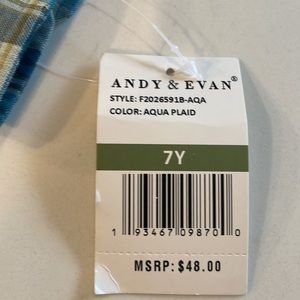 ANDY & EVAN®
STYLE: F2026591B-AQA
COLOR: AQUA PLAID
7Y
1 93467 09870 0
MSRP: $48.00